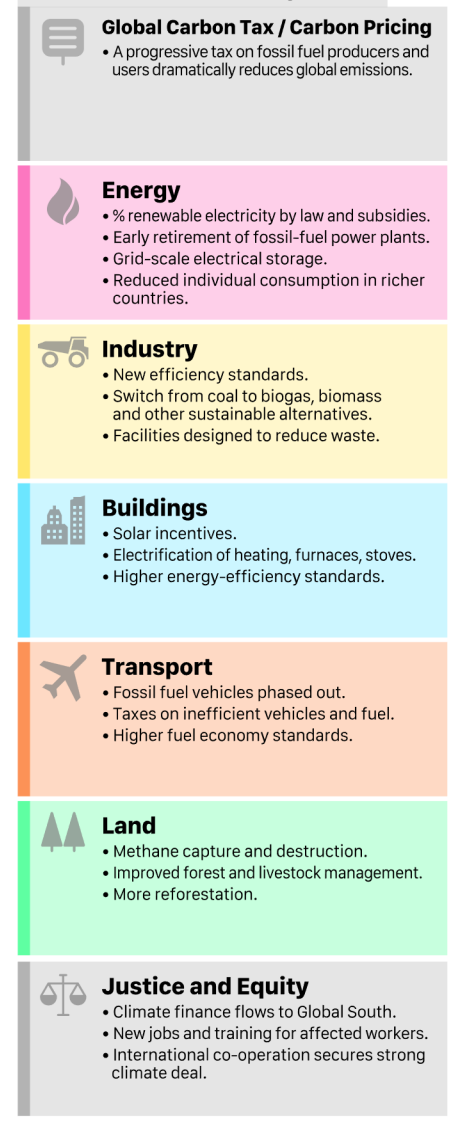 Global Carbon Tax / Carbon Pricing
• A progressive tax on fossil fuel producers and
users dramatically reduces global emissions.
Energy
• % renewable electricity by law and subsidies.
• Early retirement of fossil-fuel power plants.
• Grid-scale electrical storage.
• Reduced individual consumption in richer
countries.
Industry
• New efficiency standards.
• Switch from coal to biogas, biomass
and other sustainable alternatives.
• Facilities designed to reduce waste.
Buildings
• Solar incentives.
• Electrification of heating, furnaces, stoves.
• Higher energy-efficiency standards.
Transport
• Fossil fuel vehicles phased out.
• Taxes on inefficient vehicles and fuel.
• Higher fuel economy standards.
Land
• Methane capture and destruction.
• Improved forest and livestock management.
• More reforestation.
Justice and Equity
• Climate finance flows to Global South.
• New jobs and training for affected workers.
• International co-operation secures strong
climate deal.